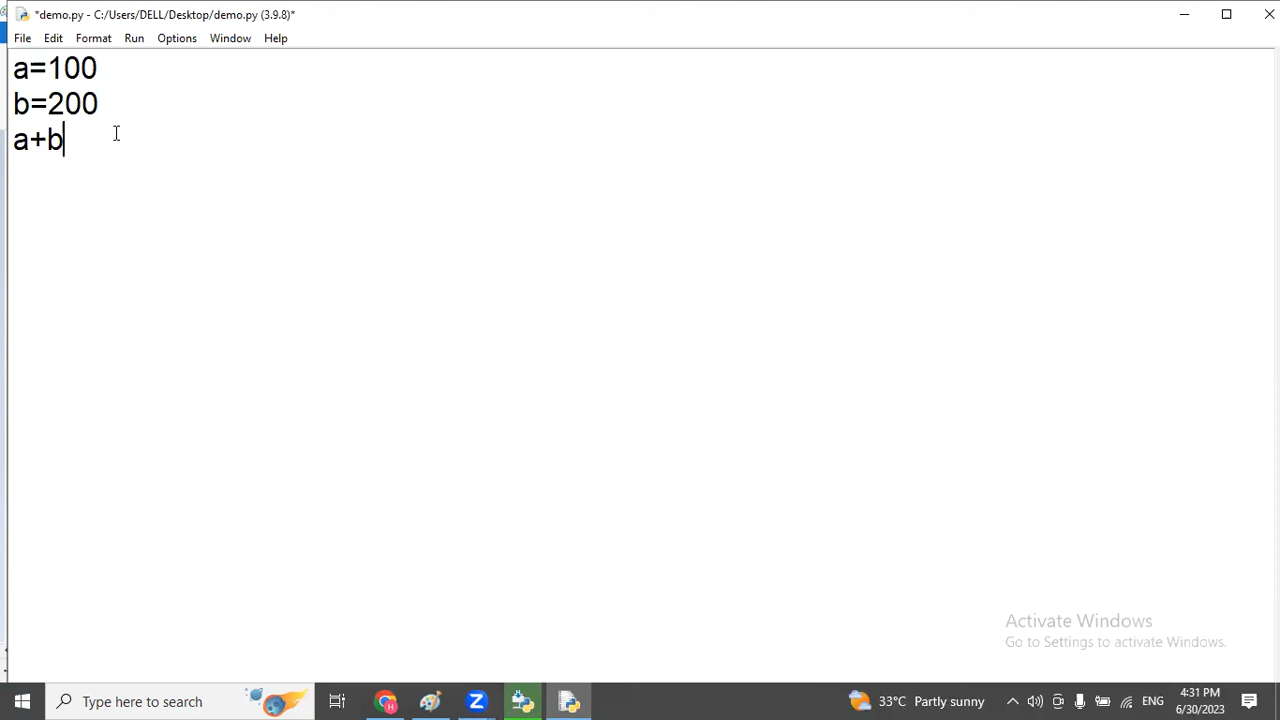 *demo.py - C:/Users/DELL/Desktop/demo.py (3.9.8)*
File Edit Format Run Options Window Help
a=100
b=200
a+b
Activate Windows
Go to Settings to activate Windows.
Type here to search
33°C Partly sunny
ENG
4:31 PM
6/30/2023